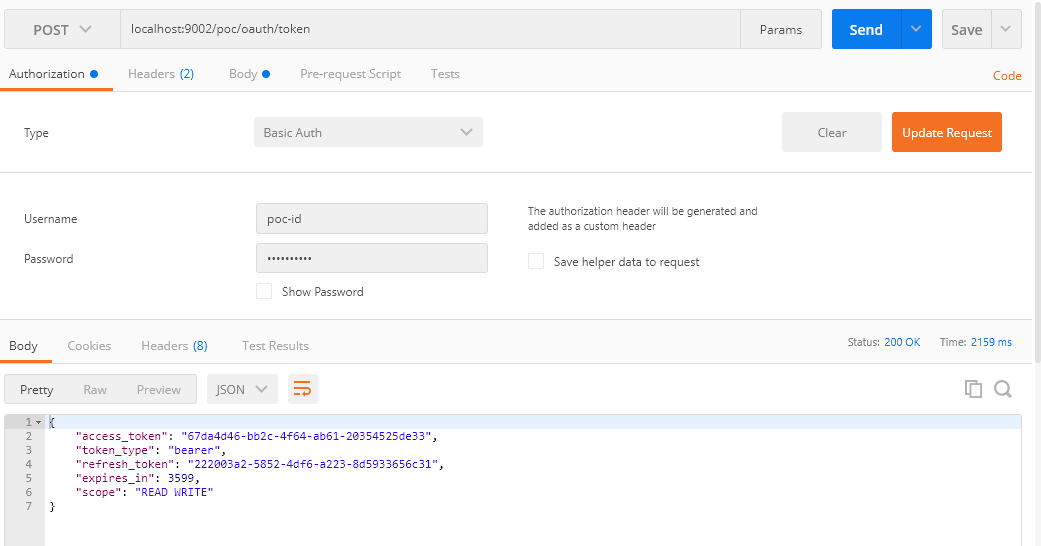 POST localhost:9002/poc/oauth/token Params Send Save
Authorization Headers (2) Body Pre-request Script Tests Code
Type Basic Auth Clear Update Request
Username poc-id The authorization header will be generated and
added as a custom header
Password •••••••••• Save helper data to request
Show Password
Body Cookies Headers (8) Test Results Status: 200 OK Time: 2159 ms
Pretty Raw Preview JSON
1 {
2 "access_token": "67da4d46-bb2c-4f64-ab61-20354525de33",
3 "token_type": "bearer",
4 "refresh_token": "222003a2-5852-4df6-a223-8d5933656c31",
5 "expires_in": 3599,
6 "scope": "READ WRITE"
7 }